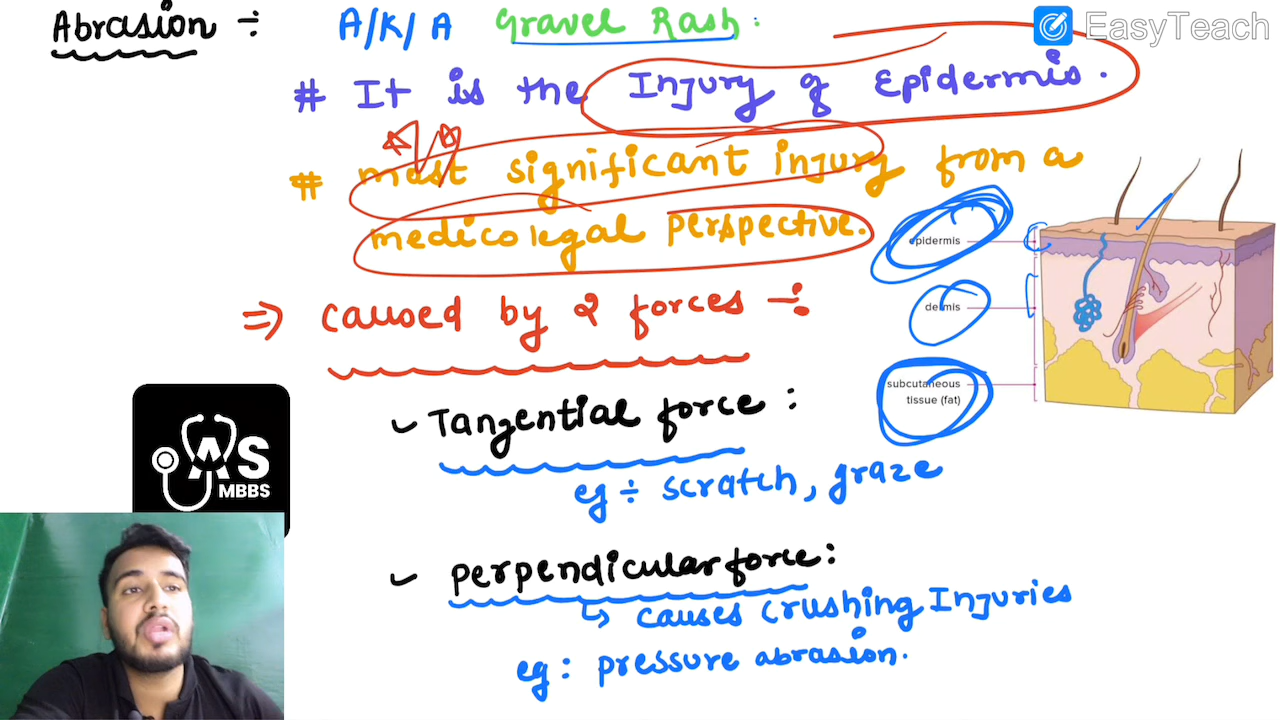 Abrasion ÷ A/K/A Gravel Rash:
# It is the Injury of Epidermis.
# most significant injury from a
medicolegal perspective.
⇒ caused by 2 forces ÷
Tangential force:
eg ÷ scratch, graze
perpendicular force:
↳ causes crushing Injuries
eg: pressure abrasion.
EasyTeach
epidermis
dermis
subcutaneous
tissue (fat)
AS
MBBS